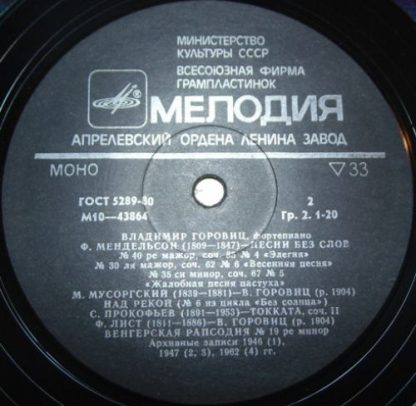 МИНИСТЕРСТВО
КУЛЬТУРЫ СССР
ВСЕСОЮЗНАЯ ФИРМА
ГРАМПЛАСТИНОК
МЕЛОДИЯ
АПРЕЛЕВСКИЙ ОРДЕНА ЛЕНИНА ЗАВОД
МОНО ▽33
ГОСТ 5289-80 2
М10—43864 Гр. 2. 1-20
ВЛАДИМИР ГОРОВИЦ, фортепиано
Ф. МЕНДЕЛЬСОН (1809—1847)—ПЕСНИ БЕЗ СЛОВ
№ 40 ре мажор, соч. 85 № 4 «Элегия»
№ 30 ля мажор, соч. 62 № 6 «Весенняя песня»
№ 35 си минор, соч. 67 № 5
«Жалобная песня пастуха»
М. МУСОРГСКИЙ (1839—1881)—В. ГОРОВИЦ (р. 1904)
НАД РЕКОЙ (№ 6 из цикла «Без солнца»)
С. ПРОКОФЬЕВ (1891—1953)—ТОККАТА, соч. 11
Ф. ЛИСТ (1811—1886)—В. ГОРОВИЦ (р. 1904)
ВЕНГЕРСКАЯ РАПСОДИЯ № 19 ре минор
Архивные записи 1946 (1),
1947 (2, 3), 1962 (4) гг.